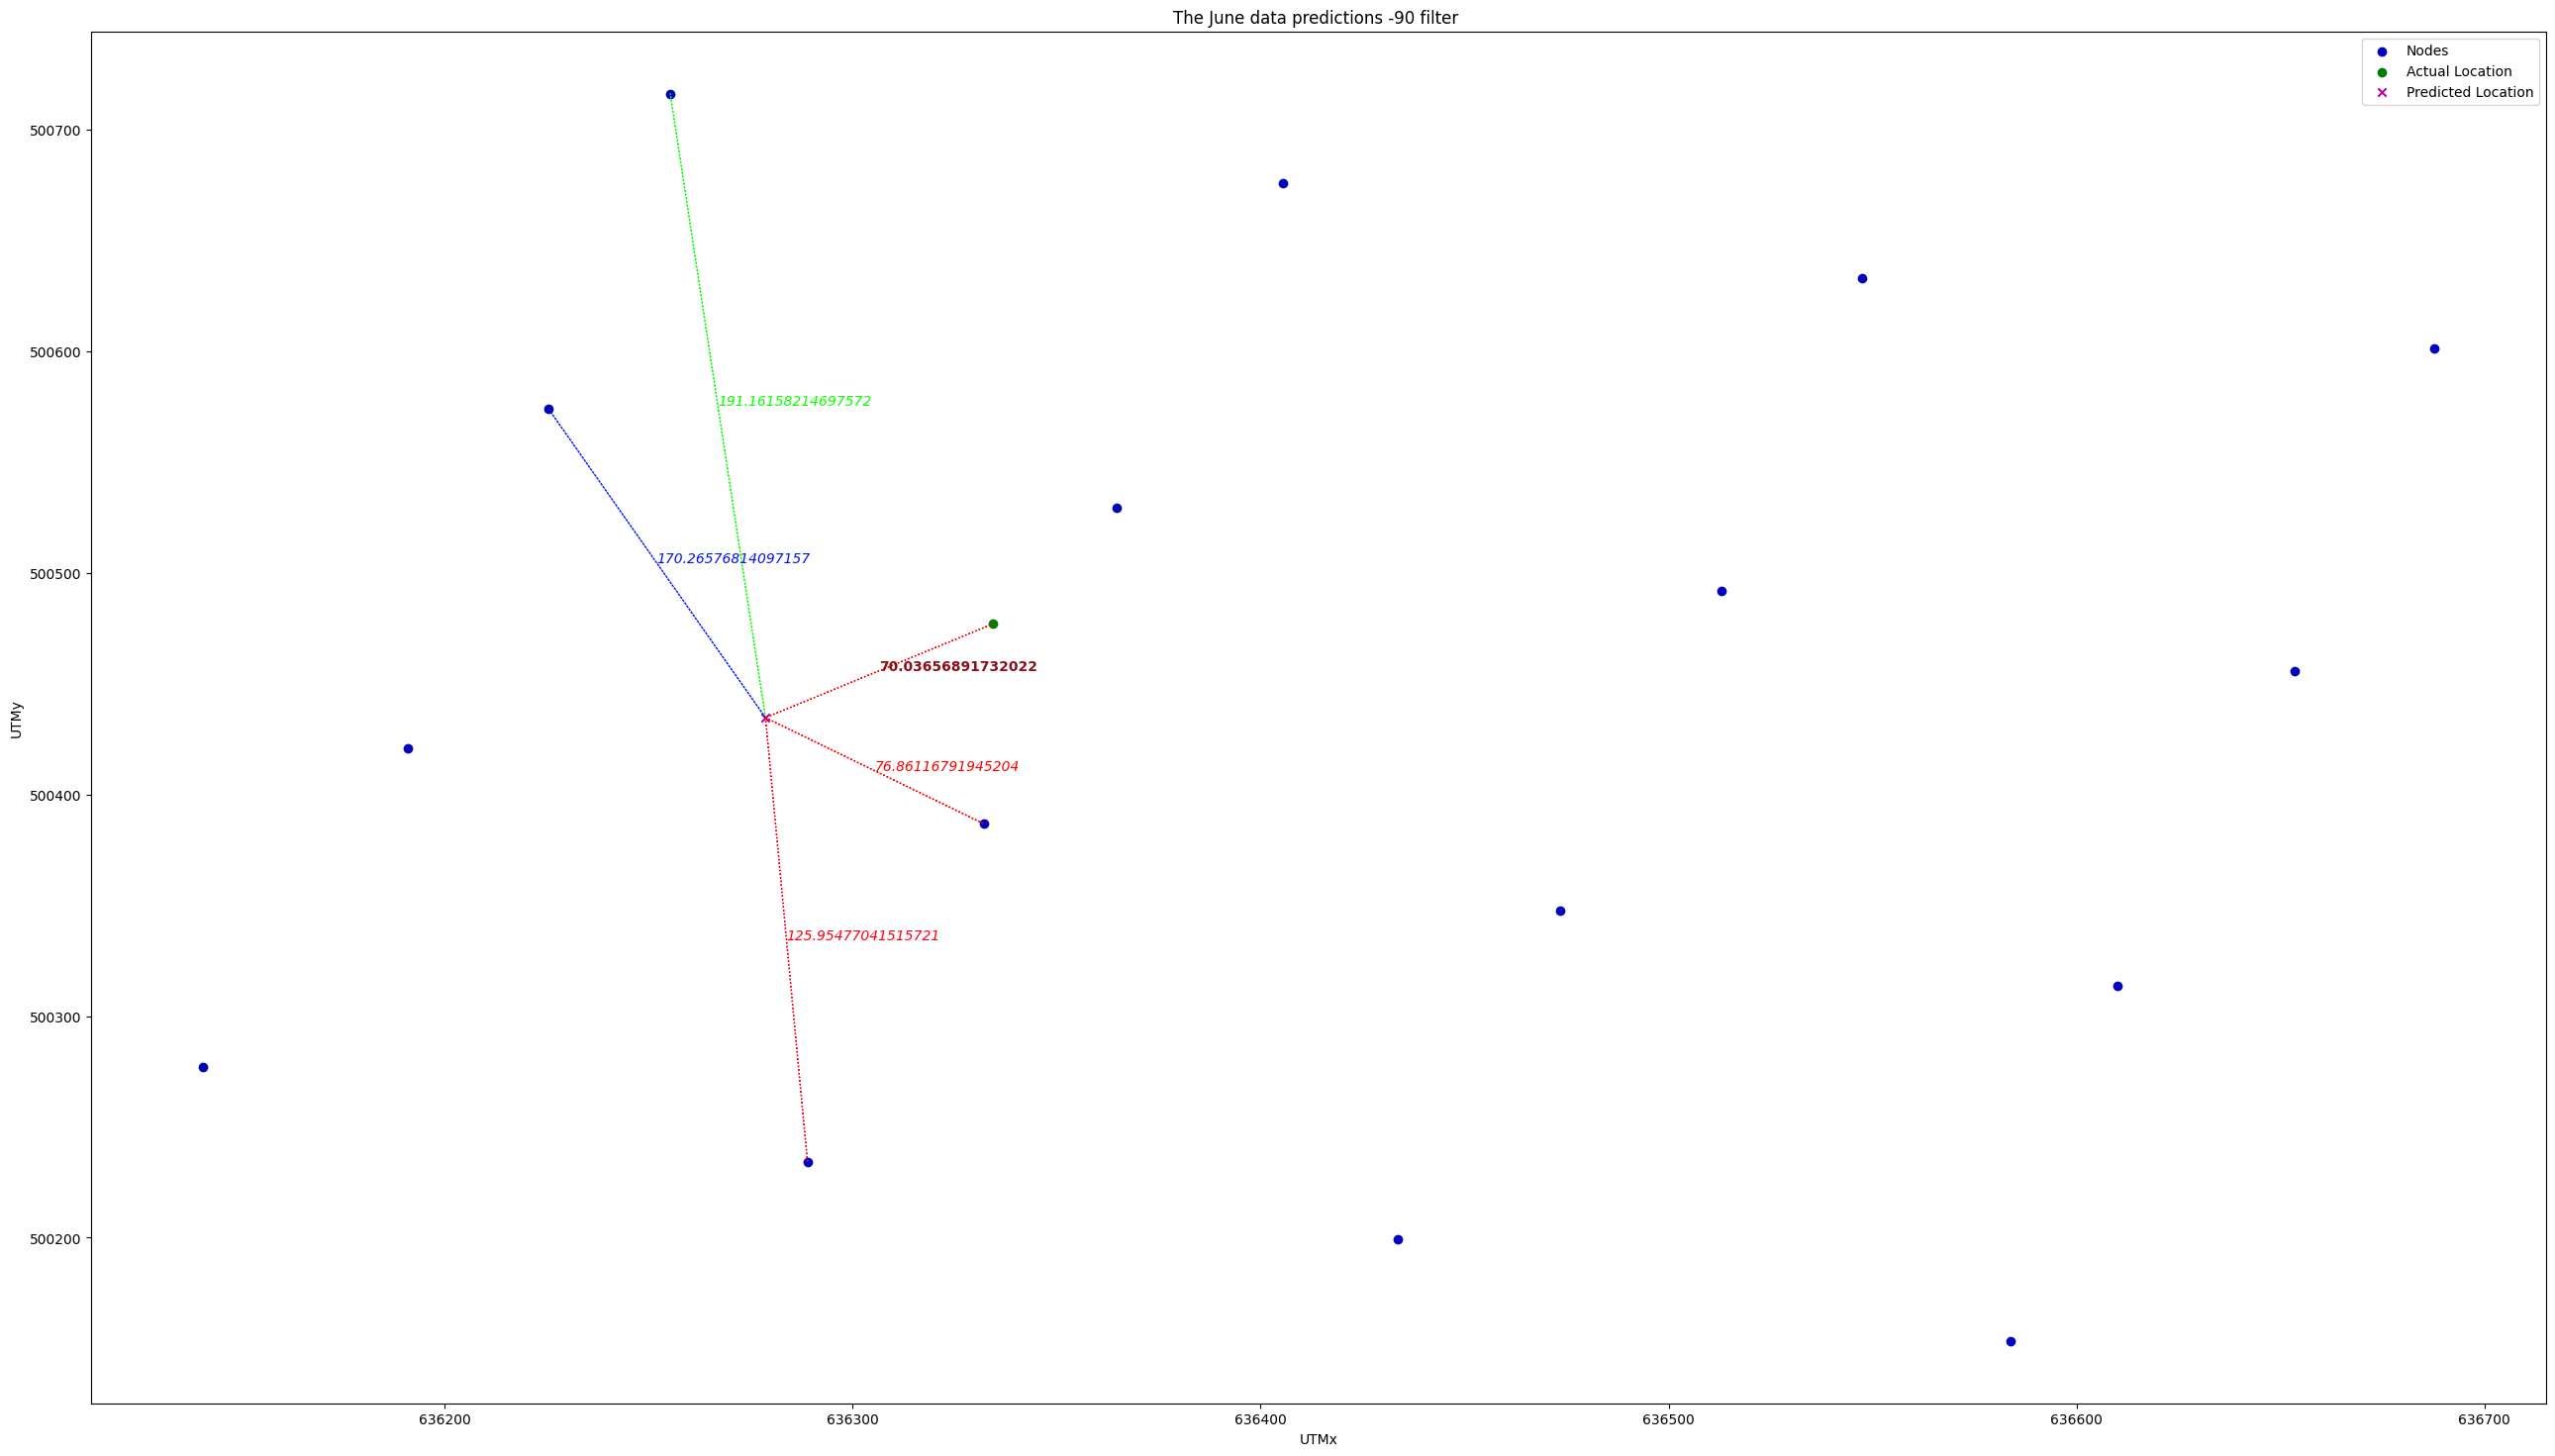 The June data predictions -90 filter
Nodes
Actual Location
Predicted Location
500700
500600
500500
500400
500300
500200
UTMy
191.16158214697572
170.26576814097157
70.03656891732022
76.86116791945204
125.95477041515721
636200
636300
636400
636500
636600
636700
UTMx